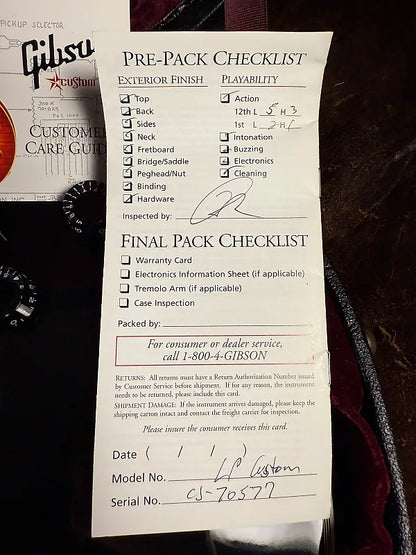 PICKUP SELECTOR
Gibso
CUSTOM
CUSTOME
CARE GUID
PRE-PACK CHECKLIST
EXTERIOR FINISH PLAYABILITY
Top Action
Back 12th L 5 H 3
Sides 1st L 2 H 1
Neck Intonation
Fretboard Buzzing
Bridge/Saddle Electronics
Peghead/Nut Cleaning
Binding
Hardware
Inspected by:
FINAL PACK CHECKLIST
Warranty Card
Electronics Information Sheet (if applicable)
Tremolo Arm (if applicable)
Case Inspection
Packed by:
For consumer or dealer service,
call 1-800-4-GIBSON
RETURNS: All returns must have a Return Authorization Number issued
by Customer Service before shipment. If for any reason, the instrument
needs to be returned, please include this card.
SHIPMENT DAMAGE: If the instrument arrives damaged, please keep the
shipping carton intact and contact the freight carrier for inspection.
Please insure the consumer receives this card.
Date ( / / )
Model No. LP Custom
Serial No. CS-70577